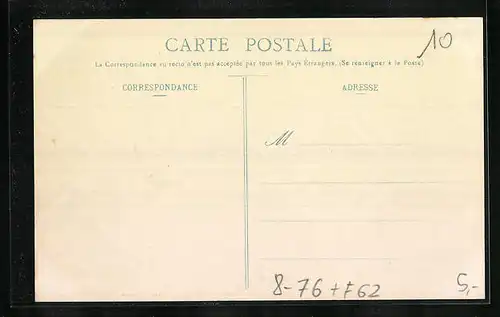 CARTE POSTALE
10
La Correspondance au recto n'est pas acceptée par tous les Pays Étrangers. (Se renseigner à la Poste)
CORRESPONDANCE
ADRESSE
M
8-76 + F62
5,-